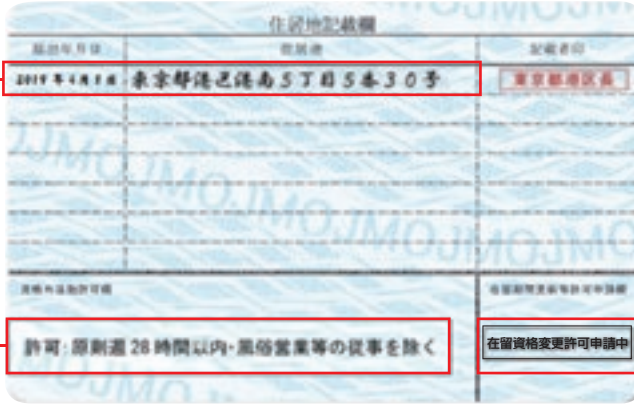 住居地記載欄
届出年月日 住居地 記載者印
2019年4月1日 東京都港区港南5丁目5番30号 東京都港区長
MOJMOJMOJMOJMO
資格外活動許可欄 在留期間更新等許可申請欄
許可:原則週28時間以内・風俗営業等の従事を除く
在留資格変更許可申請中